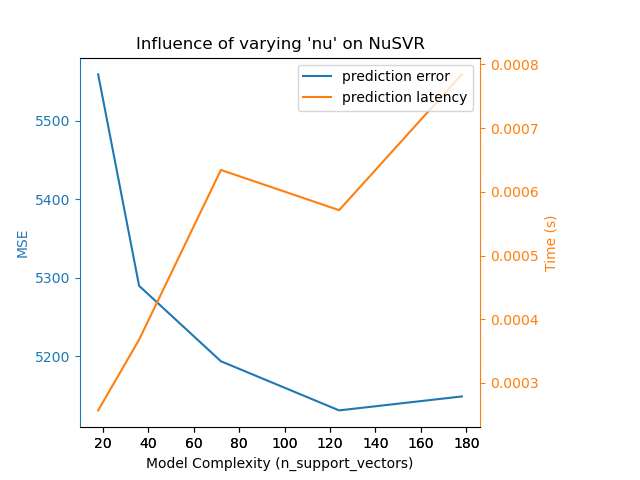 Influence of varying 'nu' on NuSVR
prediction error
prediction latency
MSE
5500
5400
5300
5200
0.0008
0.0007
0.0006
0.0005
0.0004
0.0003
Time (s)
20 40 60 80 100 120 140 160 180
Model Complexity (n_support_vectors)